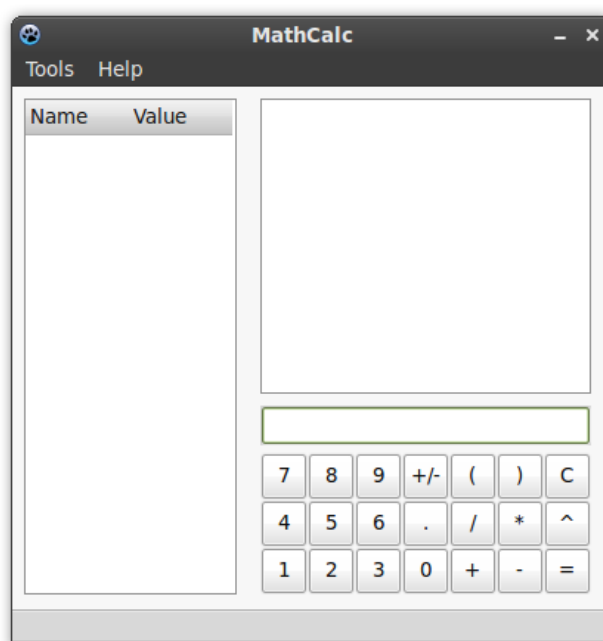 MathCalc
Tools Help
Name Value
7 8 9 +/- ( ) C
4 5 6 . / * ^
1 2 3 0 + - =